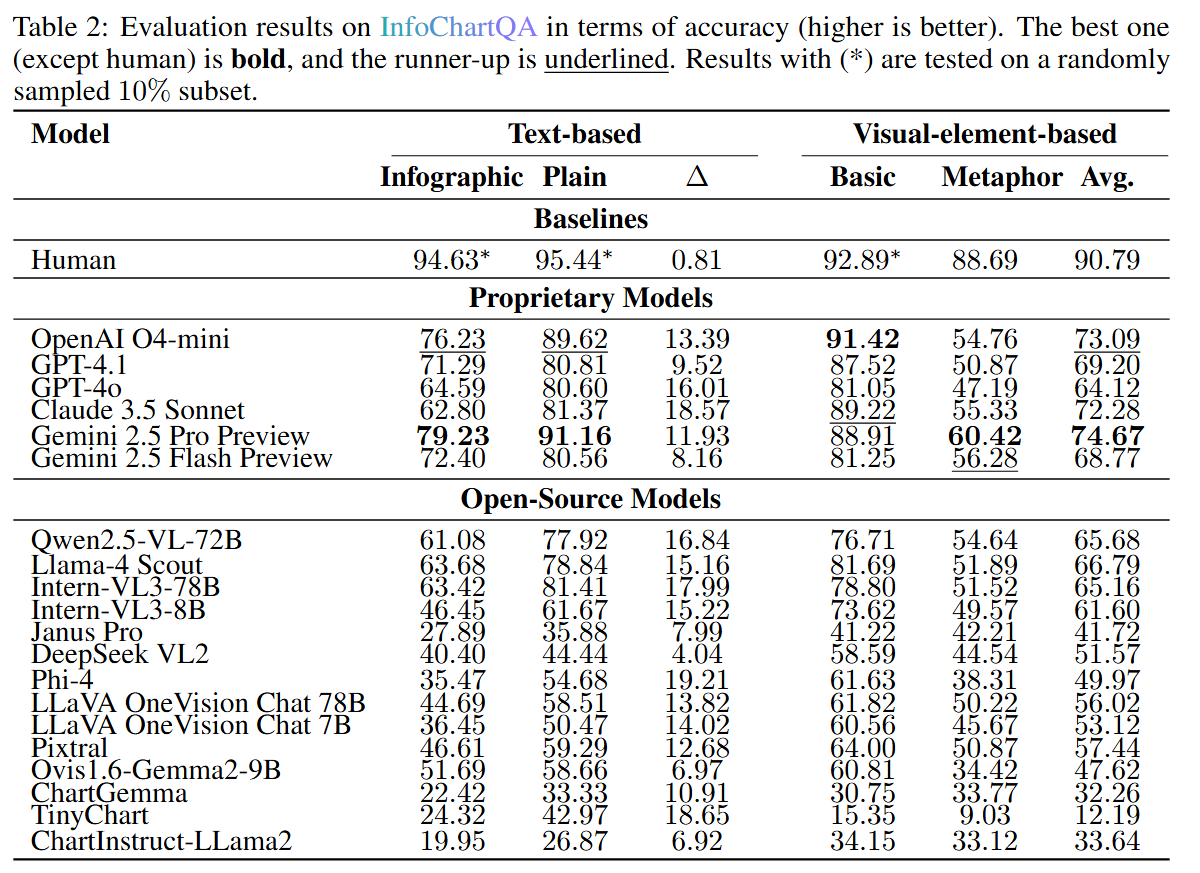 Table 2: Evaluation results on InfoChartQA in terms of accuracy (higher is better). The best one
(except human) is bold, and the runner-up is underlined. Results with (*) are tested on a randomly
sampled 10% subset.
Model Text-based Visual-element-based
Infographic Plain Δ Basic Metaphor Avg.
Baselines
Human 94.63* 95.44* 0.81 92.89* 88.69 90.79
Proprietary Models
OpenAI O4-mini 76.23 89.62 13.39 91.42 54.76 73.09
GPT-4.1 71.29 80.81 9.52 87.52 50.87 69.20
GPT-4o 64.59 80.60 16.01 81.05 47.19 64.12
Claude 3.5 Sonnet 62.80 81.37 18.57 89.22 55.33 72.28
Gemini 2.5 Pro Preview 79.23 91.16 11.93 88.91 60.42 74.67
Gemini 2.5 Flash Preview 72.40 80.56 8.16 81.25 56.28 68.77
Open-Source Models
Qwen2.5-VL-72B 61.08 77.92 16.84 76.71 54.64 65.68
Llama-4 Scout 63.68 78.84 15.16 81.69 51.89 66.79
Intern-VL3-78B 63.42 81.41 17.99 78.80 51.52 65.16
Intern-VL3-8B 46.45 61.67 15.22 73.62 49.57 61.60
Janus Pro 27.89 35.88 7.99 41.22 42.21 41.72
DeepSeek VL2 40.40 44.44 4.04 58.59 44.54 51.57
Phi-4 35.47 54.68 19.21 61.63 38.31 49.97
LLaVA OneVision Chat 78B 44.69 58.51 13.82 61.82 50.22 56.02
LLaVA OneVision Chat 7B 36.45 50.47 14.02 60.56 45.67 53.12
Pixtral 46.61 59.29 12.68 64.00 50.87 57.44
Ovis1.6-Gemma2-9B 51.69 58.66 6.97 60.81 34.42 47.62
ChartGemma 22.42 33.33 10.91 30.75 33.77 32.26
TinyChart 24.32 42.97 18.65 15.35 9.03 12.19
ChartInstruct-LLama2 19.95 26.87 6.92 34.15 33.12 33.64